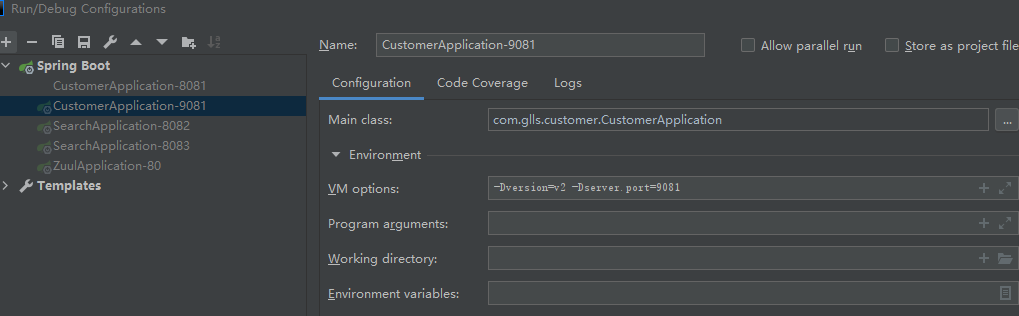 Run/Debug Configurations
Name: CustomerApplication-9081
Allow parallel run
Store as project file
Spring Boot
CustomerApplication-8081
CustomerApplication-9081
SearchApplication-8082
SearchApplication-8083
ZuulApplication-80
Templates
Configuration Code Coverage Logs
Main class: com.glls.customer.CustomerApplication ...
Environment
VM options: -Dversion=v2 -Dserver.port=9081
Program arguments:
Working directory:
Environment variables: